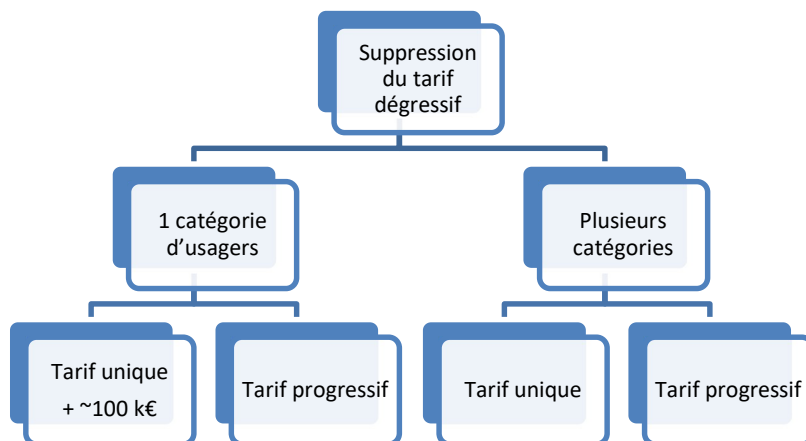 Suppression
du tarif
dégressif
1 catégorie
d’usagers
Plusieurs
catégories
Tarif unique
+ ~100 k€
Tarif progressif
Tarif unique
Tarif progressif